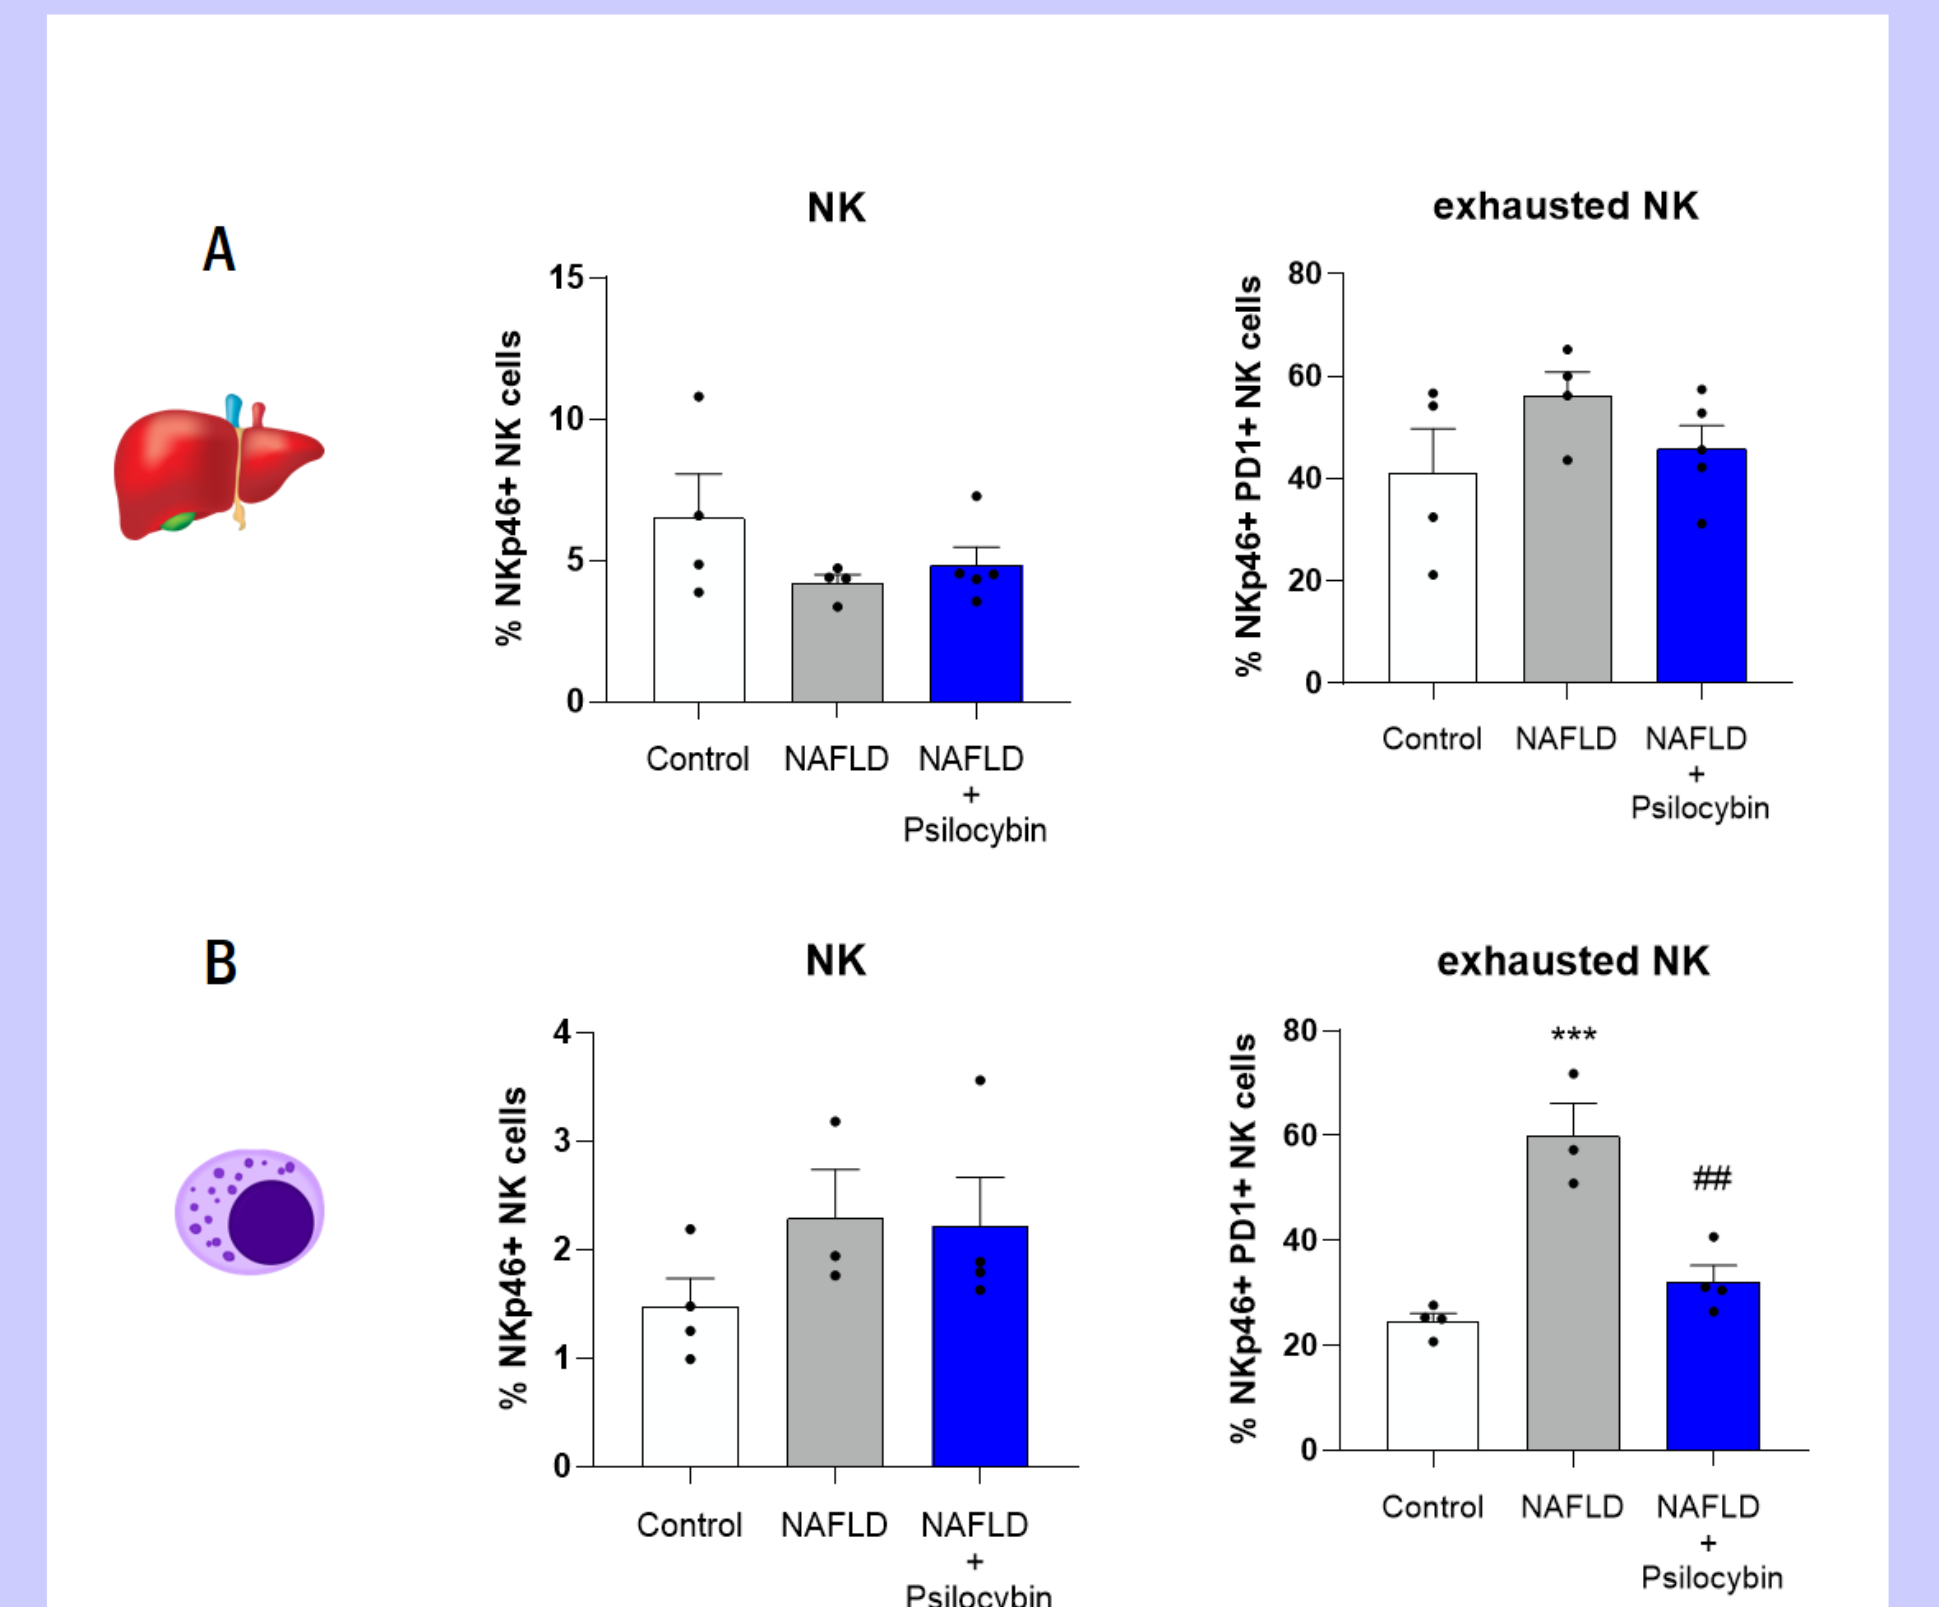 A
NK
15
10
5
0
% NKp46+ NK cells
Control
NAFLD
NAFLD
+
Psilocybin
exhausted NK
80
60
40
20
0
% NKp46+ PD1+ NK cells
Control
NAFLD
NAFLD
+
Psilocybin
B
NK
4
3
2
1
0
% NKp46+ NK cells
Control
NAFLD
NAFLD
+
Psilocybin
exhausted NK
80
60
40
20
0
% NKp46+ PD1+ NK cells
***
##
Control
NAFLD
NAFLD
+
Psilocybin